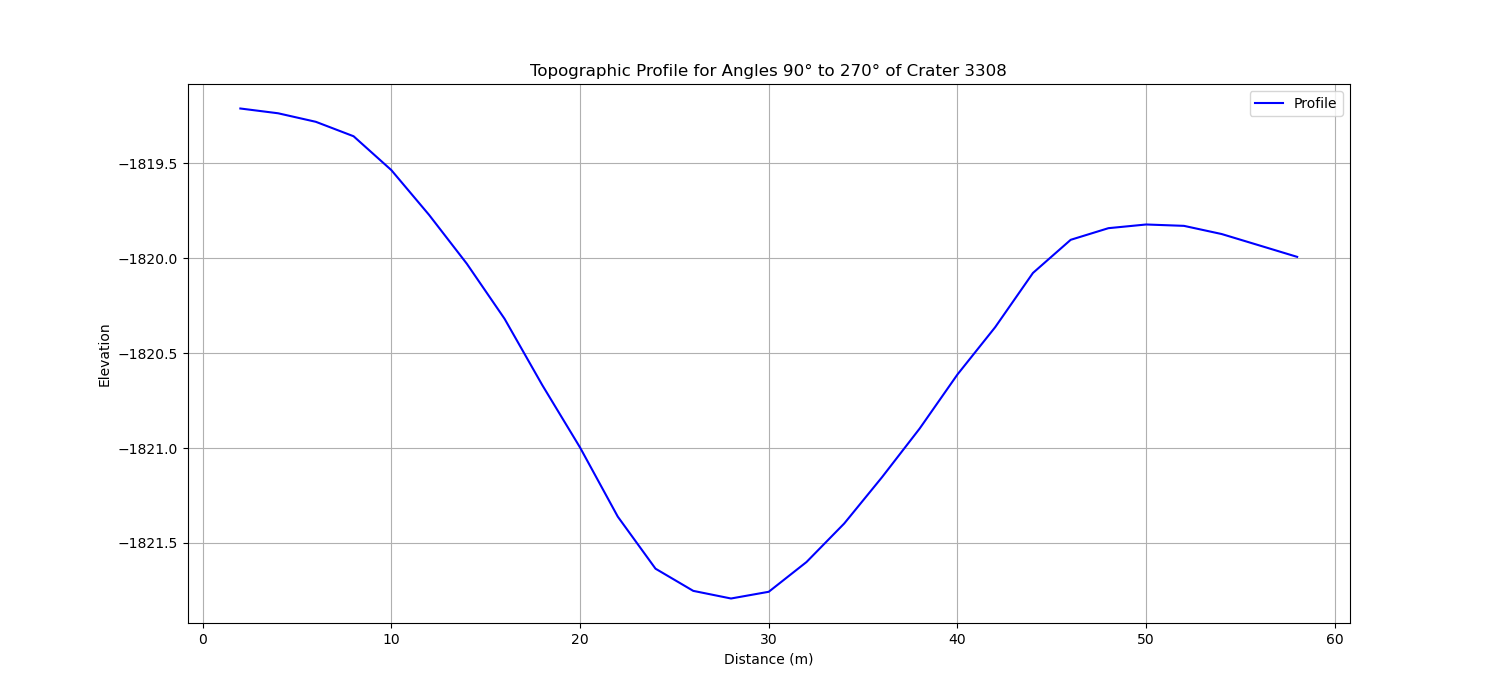 Topographic Profile for Angles 90° to 270° of Crater 3308
Profile
−1819.5
−1820.0
−1820.5
−1821.0
−1821.5
Elevation
0 10 20 30 40 50 60
Distance (m)